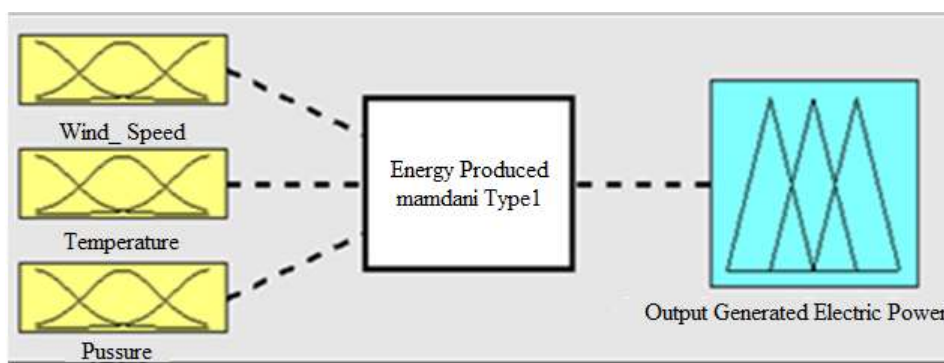 Wind_ Speed
Temperature
Pussure
Energy Produced
mamdani Type1
Output Generated Electric Power